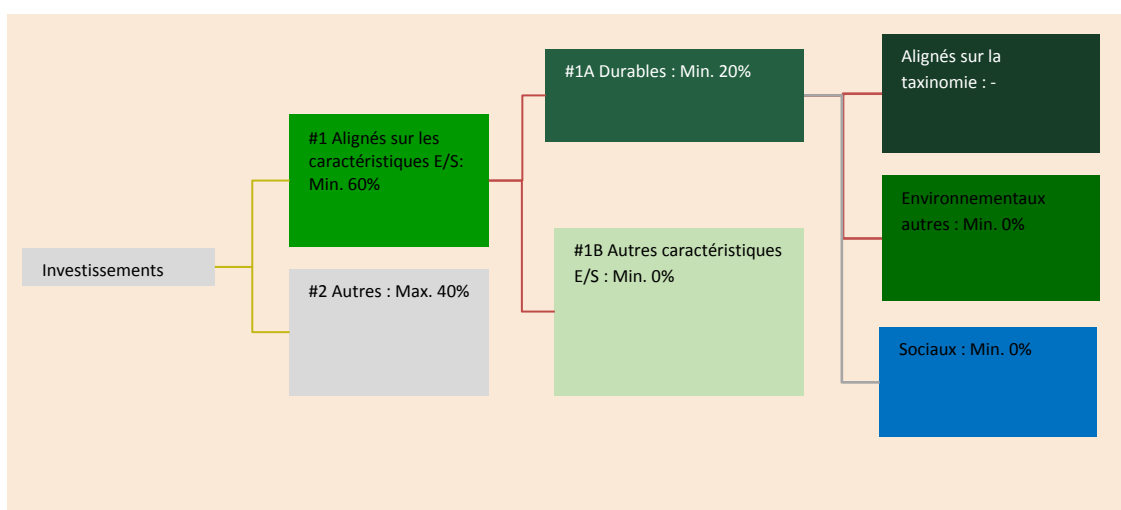 Investissements
#1 Alignés sur les
caractéristiques E/S:
Min. 60%
#2 Autres : Max. 40%
#1A Durables : Min. 20%
#1B Autres caractéristiques
E/S : Min. 0%
Alignés sur la
taxinomie : -
Environnementaux
autres : Min. 0%
Sociaux : Min. 0%